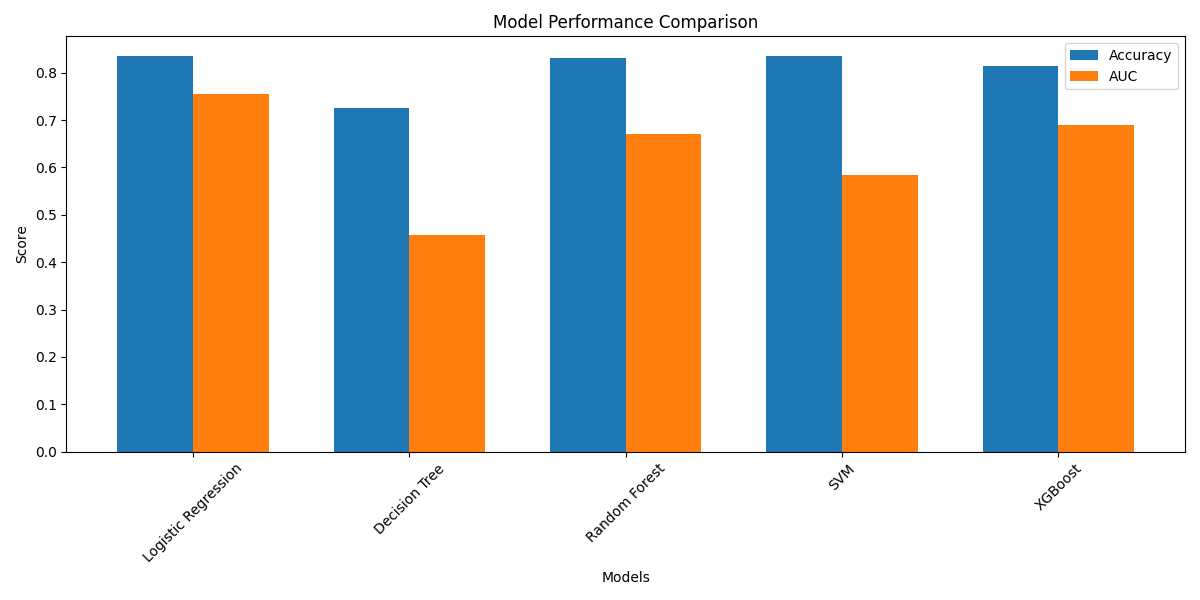 Model Performance Comparison
Accuracy
AUC
Score
0.8
0.7
0.6
0.5
0.4
0.3
0.2
0.1
0.0
Logistic Regression
Decision Tree
Random Forest
SVM
XGBoost
Models